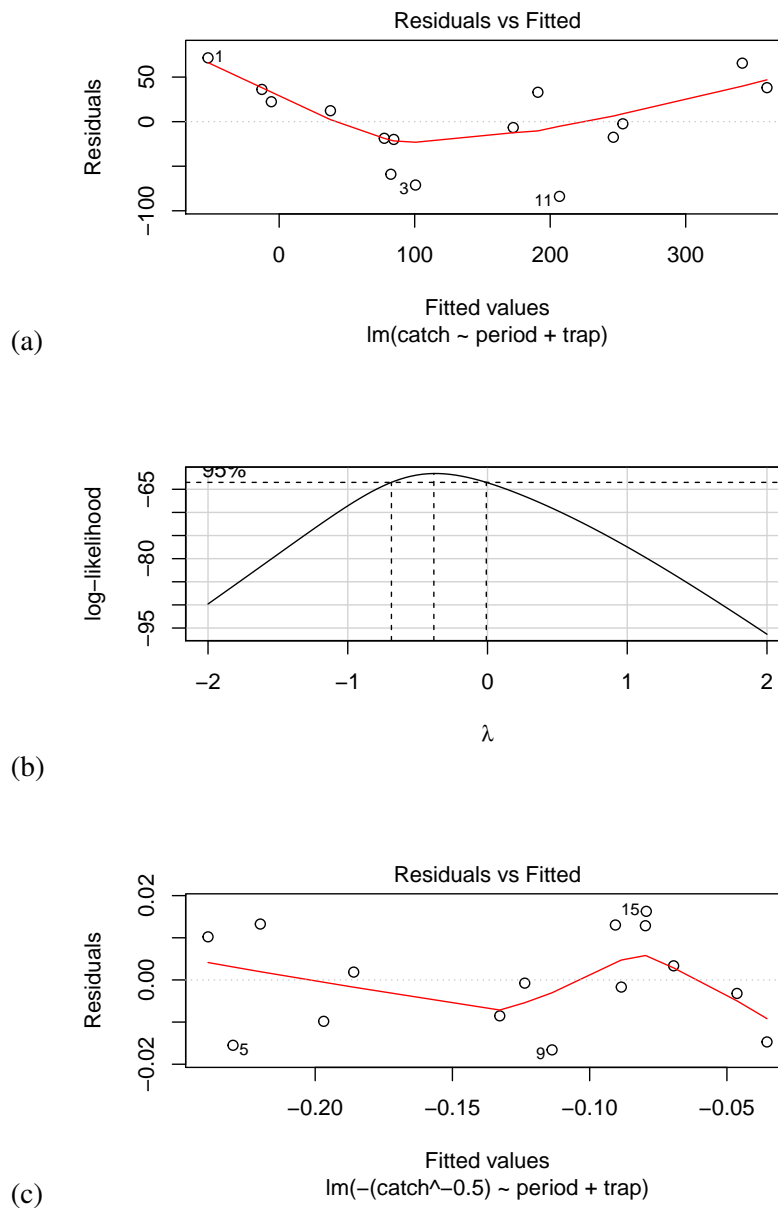 Residuals vs Fitted
50
0
−100
Residuals
1
3
11
0
100
200
300
Fitted values
lm(catch ~ period + trap)
(a)
95%
−65
−80
−95
log−likelihood
−2
−1
0
1
2
λ
(b)
Residuals vs Fitted
0.02
0.00
−0.02
Residuals
5
9
15
−0.20
−0.15
−0.10
−0.05
Fitted values
lm(−(catch^−0.5) ~ period + trap)
(c)